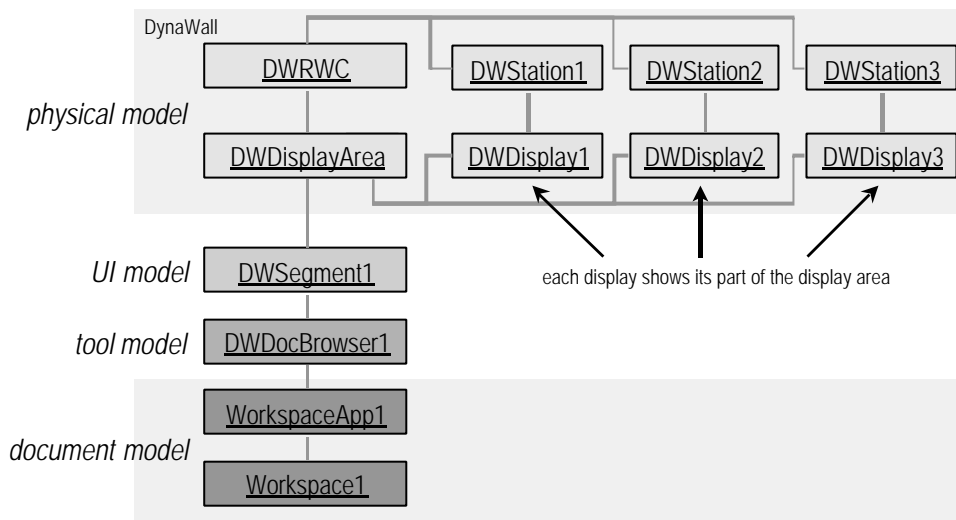 DynaWall
DWRWC
DWStation1
DWStation2
DWStation3
physical model
DWDisplayArea
DWDisplay1
DWDisplay2
DWDisplay3
UI model
DWSegment1
each display shows its part of the display area
tool model
DWDocBrowser1
WorkspaceApp1
document model
Workspace1